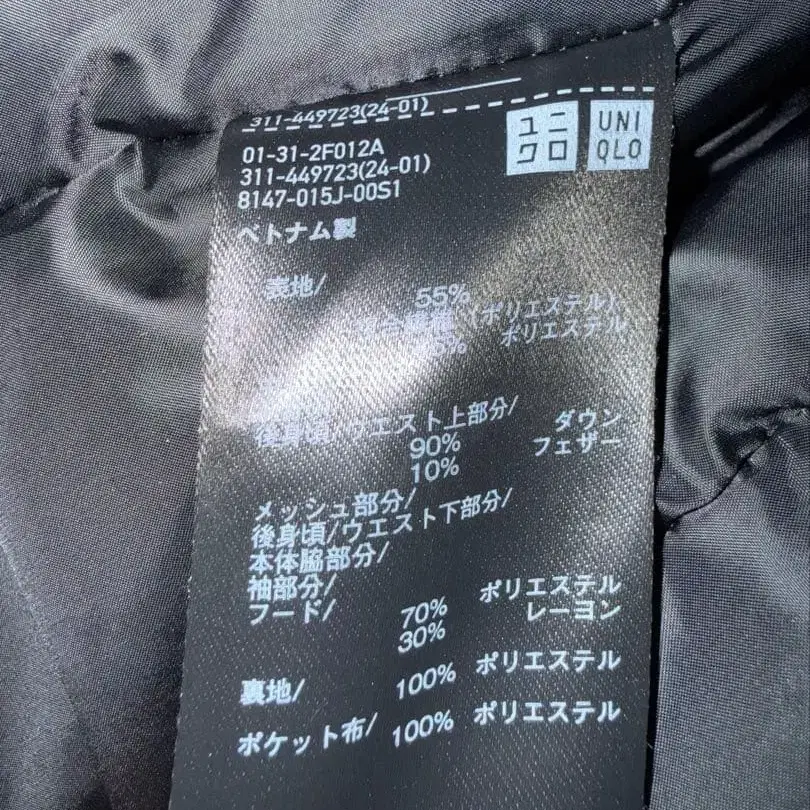 311-449723(24-01)
ユニクロ
UNIQLO
01-31-2F012A
311-449723(24-01)
8147-015J-00S1
ベトナム製
表地/
55%
(ポリエステル)
ポリエステル
後身頃/ウエスト上部分/
90% ダウン
10% フェザー
メッシュ部分/
後身頃/ウエスト下部分/
本体脇部分/
袖部分/
フード/
70% ポリエステル
30% レーヨン
裏地/ 100% ポリエステル
ポケット布/ 100% ポリエステル